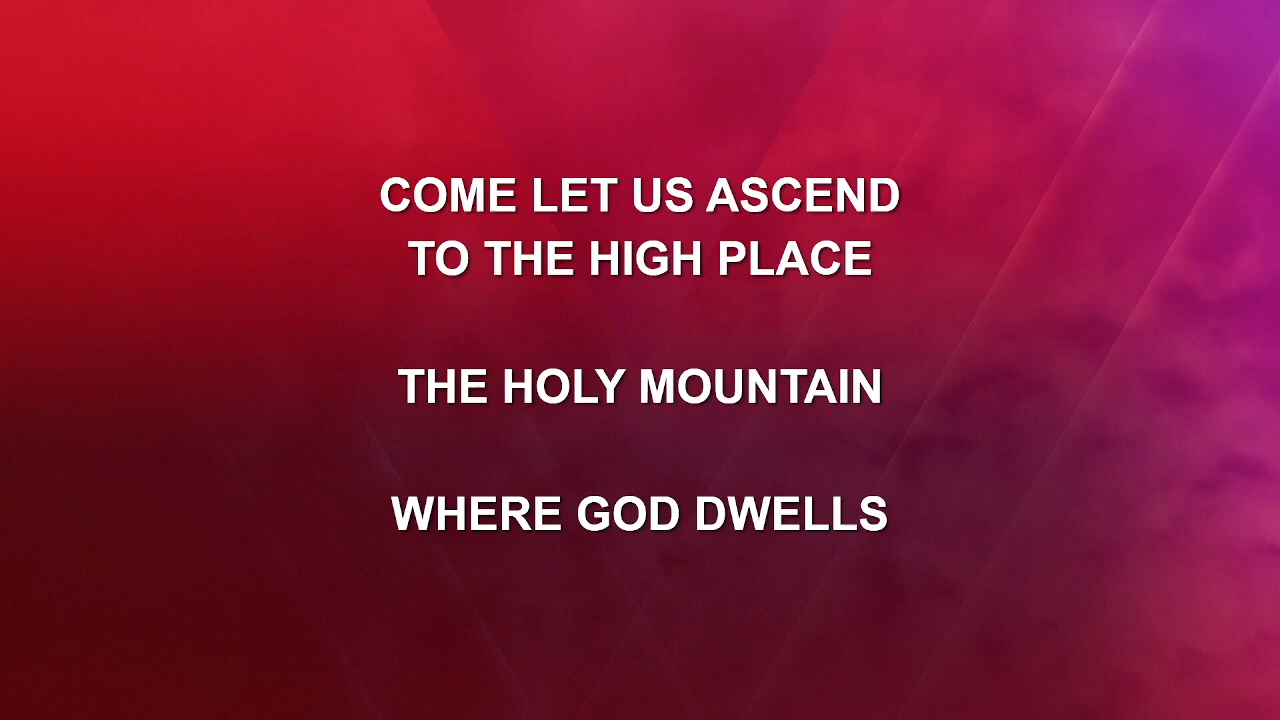 COME LET US ASCEND
TO THE HIGH PLACE
THE HOLY MOUNTAIN
WHERE GOD DWELLS